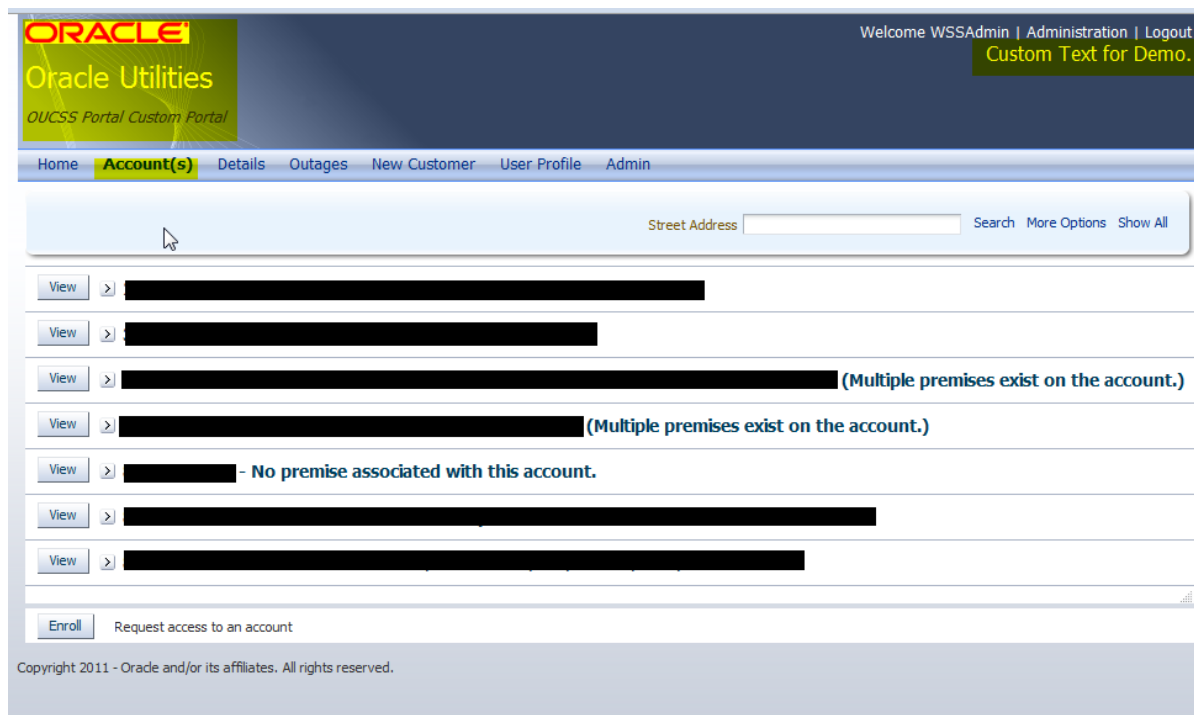 ORACLE
Welcome WSSAdmin | Administration | Logout
Custom Text for Demo.
Oracle Utilities
OUCSS Portal Custom Portal
Home Account(s) Details Outages New Customer User Profile Admin
Street Address Search More Options Show All
View
View
View (Multiple premises exist on the account.)
View (Multiple premises exist on the account.)
View - No premise associated with this account.
View
View
Enroll Request access to an account
Copyright 2011 - Oracle and/or its affiliates. All rights reserved.